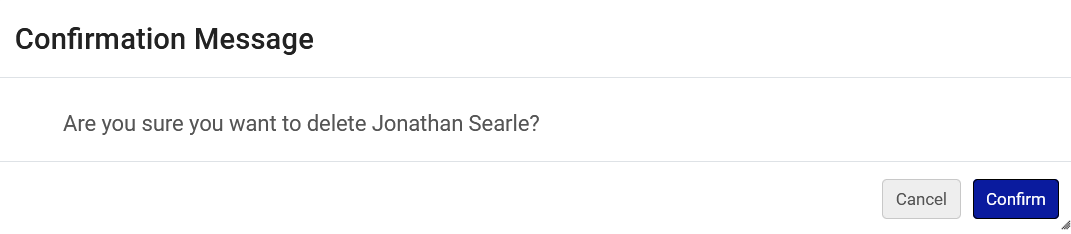 Confirmation Message
Are you sure you want to delete Jonathan Searle?
Cancel
Confirm